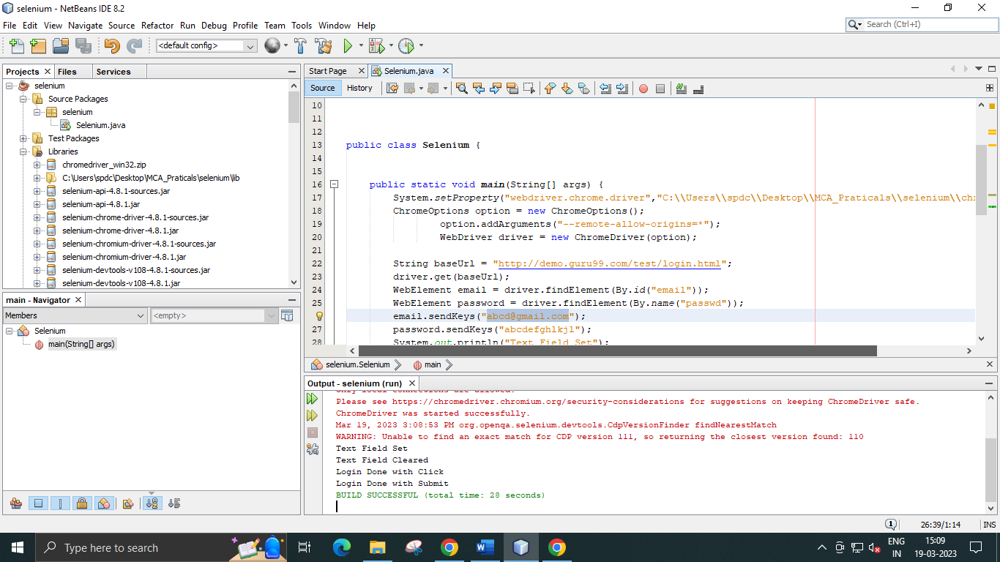 selenium - NetBeans IDE 8.2
File Edit View Navigate Source Refactor Run Debug Profile Team Tools Window Help
Search (Ctrl+I)
<default config>
Projects Files Services
selenium
Source Packages
selenium
Selenium.java
Test Packages
Libraries
chromedriver_win32.zip
C:\Users\spdc\Desktop\MCA_Praticals\selenium\lib
selenium-api-4.8.1-sources.jar
selenium-api-4.8.1.jar
selenium-chrome-driver-4.8.1-sources.jar
selenium-chrome-driver-4.8.1.jar
selenium-chromium-driver-4.8.1-sources.jar
selenium-chromium-driver-4.8.1.jar
selenium-devtools-v108-4.8.1-sources.jar
selenium-devtools-v108-4.8.1.jar
main - Navigator
Members <empty>
Selenium
main(String[] args)
Start Page Selenium.java
Source History
10
11
12
13 public class Selenium {
14
15
16 public static void main(String[] args) {
17 System.setProperty("webdriver.chrome.driver","C:\\Users\\spdc\\Desktop\\MCA_Praticals\\selenium\\chr
18 ChromeOptions option = new ChromeOptions();
19 option.addArguments("--remote-allow-origins=*");
20 WebDriver driver = new ChromeDriver(option);
21
22 String baseUrl = "http://demo.guru99.com/test/login.html";
23 driver.get(baseUrl);
24 WebElement email = driver.findElement(By.id("email"));
25 WebElement password = driver.findElement(By.name("passwd"));
email.sendKeys("abcd@gmail.com");
27 password.sendKeys("abcdefghlkjl");
28 System.out.println("Text Field Set");
selenium.Selenium main
Output - selenium (run)
Only local connections are allowed.
Please see https://chromedriver.chromium.org/security-considerations for suggestions on keeping ChromeDriver safe.
ChromeDriver was started successfully.
Mar 19, 2023 3:08:53 PM org.openqa.selenium.devtools.CdpVersionFinder findNearestMatch
WARNING: Unable to find an exact match for CDP version 111, so returning the closest version found: 110
Text Field Set
Text Field Cleared
Login Done with Click
Login Done with Submit
BUILD SUCCESSFUL (total time: 28 seconds)
1 26:39/1:14 INS
Type here to search
ENG
IN
15:09
19-03-2023